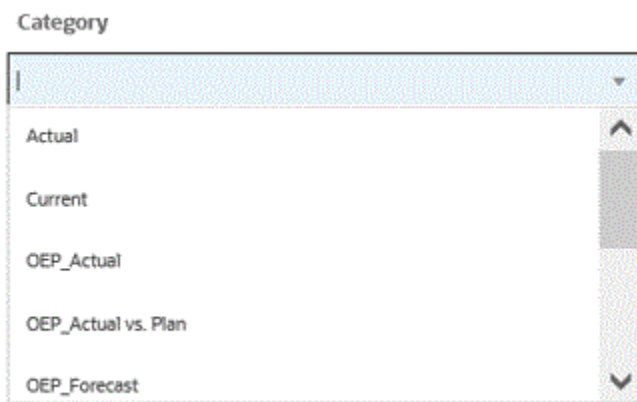 Category
Actual
Current
OEP_Actual
OEP_Actual vs. Plan
OEP_Forecast